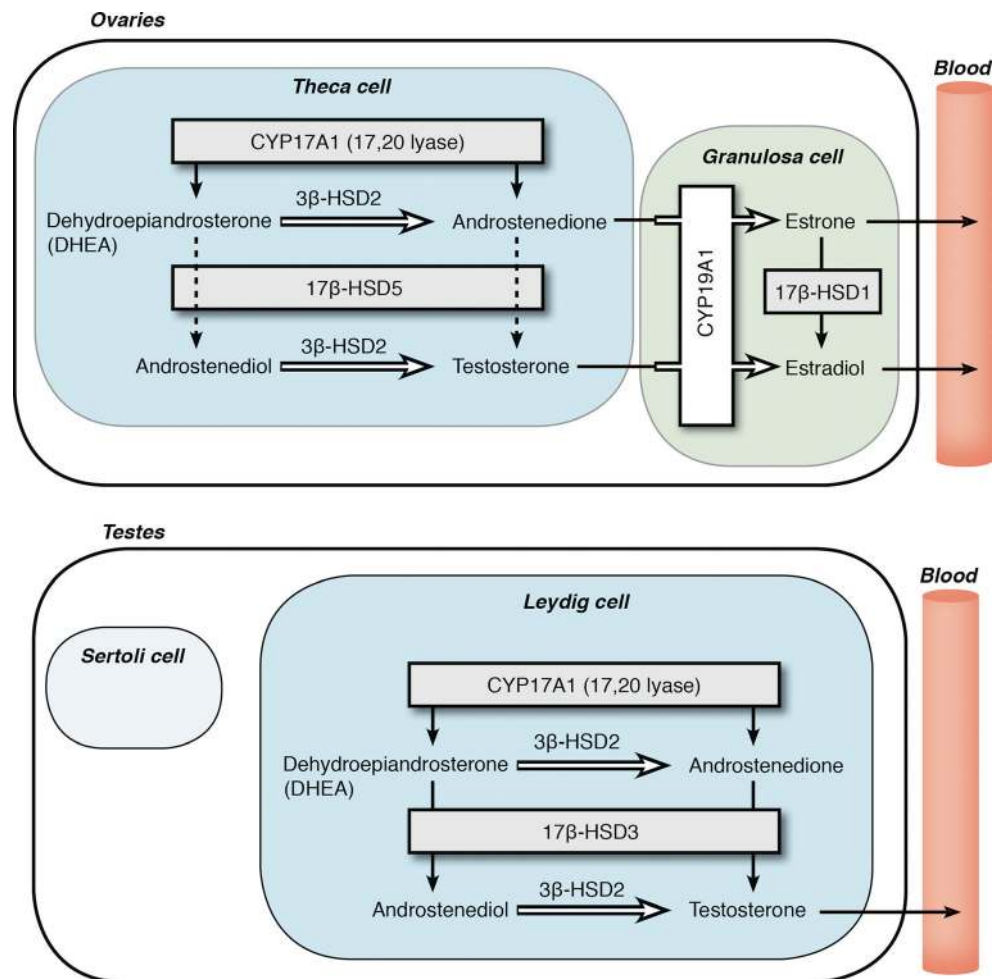 Ovaries
Blood
Theca cell
CYP17A1 (17,20 lyase)
Granulosa cell
3β-HSD2
Dehydroepiandrosterone
(DHEA)
Androstenedione
Estrone
CYP19A1
17β-HSD5
17β-HSD1
3β-HSD2
Androstenediol
Testosterone
Estradiol
Testes
Blood
Leydig cell
Sertoli cell
CYP17A1 (17,20 lyase)
3β-HSD2
Dehydroepiandrosterone
(DHEA)
Androstenedione
17β-HSD3
3β-HSD2
Androstenediol
Testosterone